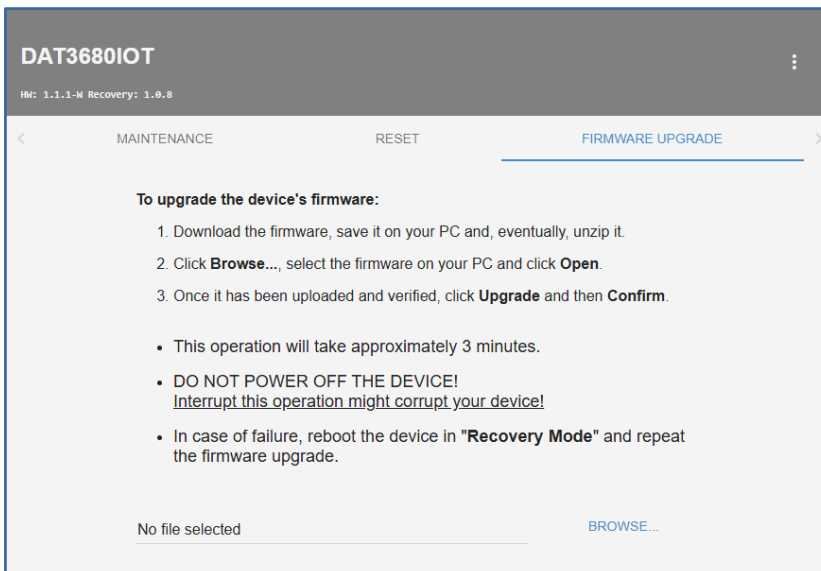 DAT3680IOT
HW: 1.1.1-W Recovery: 1.0.8
MAINTENANCE
RESET
FIRMWARE UPGRADE
To upgrade the device's firmware:
1. Download the firmware, save it on your PC and, eventually, unzip it.
2. Click Browse..., select the firmware on your PC and click Open.
3. Once it has been uploaded and verified, click Upgrade and then Confirm.
• This operation will take approximately 3 minutes.
• DO NOT POWER OFF THE DEVICE!
Interrupt this operation might corrupt your device!
• In case of failure, reboot the device in "Recovery Mode" and repeat
the firmware upgrade.
No file selected
BROWSE...